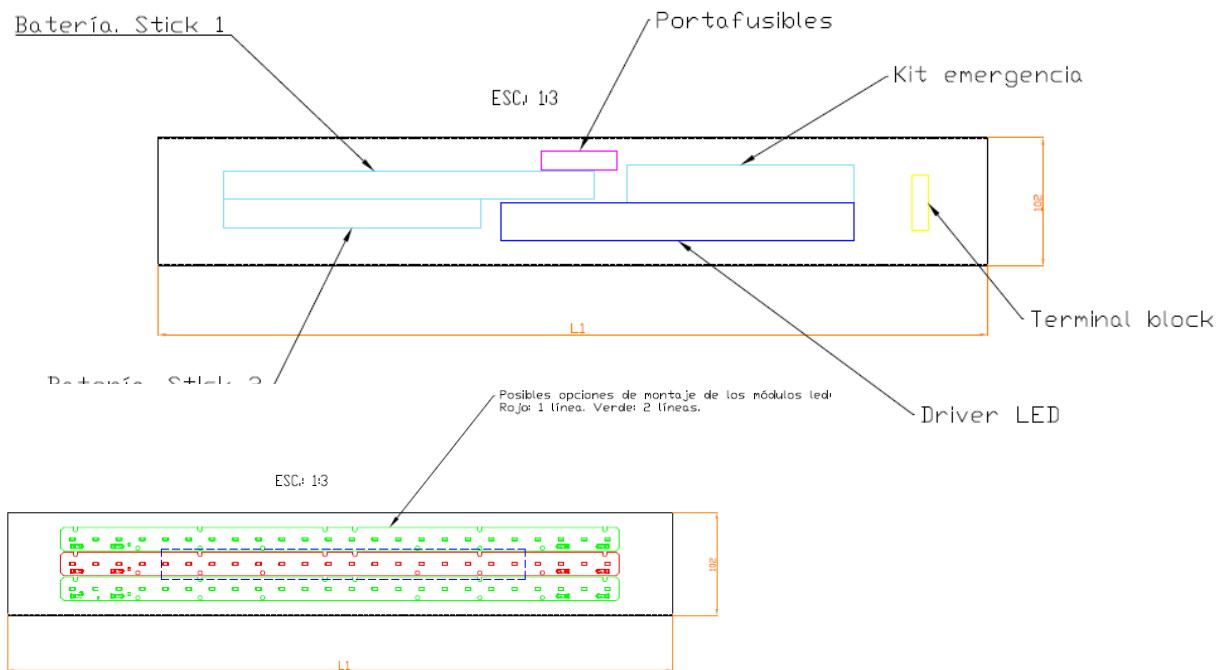 Batería. Stick 1
Portafusibles
Kit emergencia
ESC.: 1:3
102
L1
Terminal block
Driver LED
Posibles opciones de montaje de los módulos led:
Rojo: 1 línea. Verde: 2 líneas.
ESC.: 1:3
102
L1